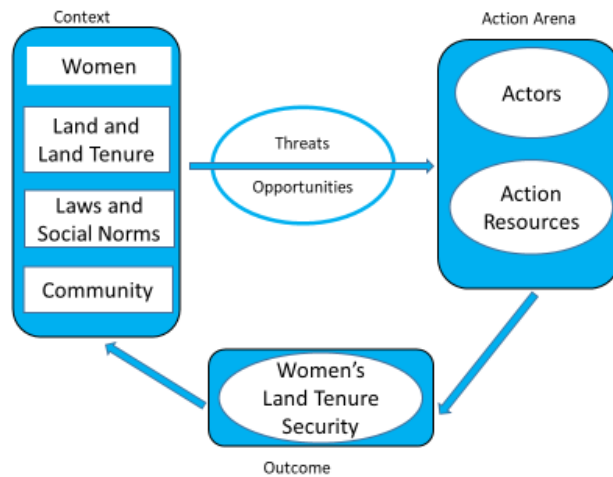 Context
Women
Land and
Land Tenure
Laws and
Social Norms
Community
Threats
Opportunities
Action Arena
Actors
Action
Resources
Women's
Land Tenure
Security
Outcome